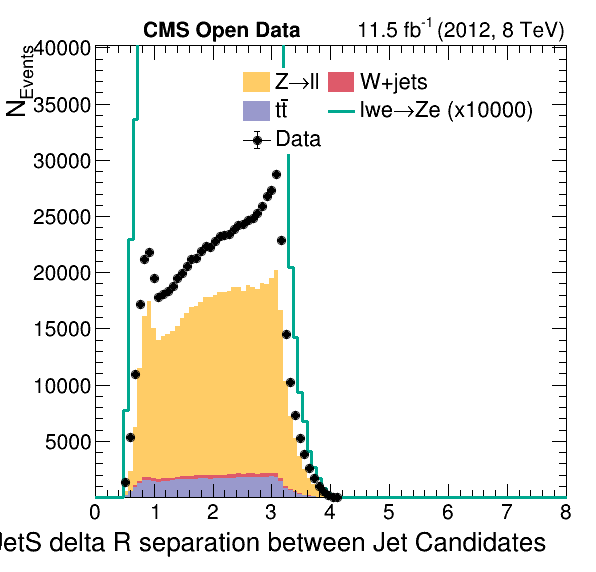 CMS Open Data 11.5 fb⁻¹ (2012, 8 TeV)
N_Events
40000
35000
30000
25000
20000
15000
10000
5000
Z→ll W+jets
tt̄ lwe→Ze (x10000)
Data
0 1 2 3 4 5 6 7 8
JetS delta R separation between Jet Candidates